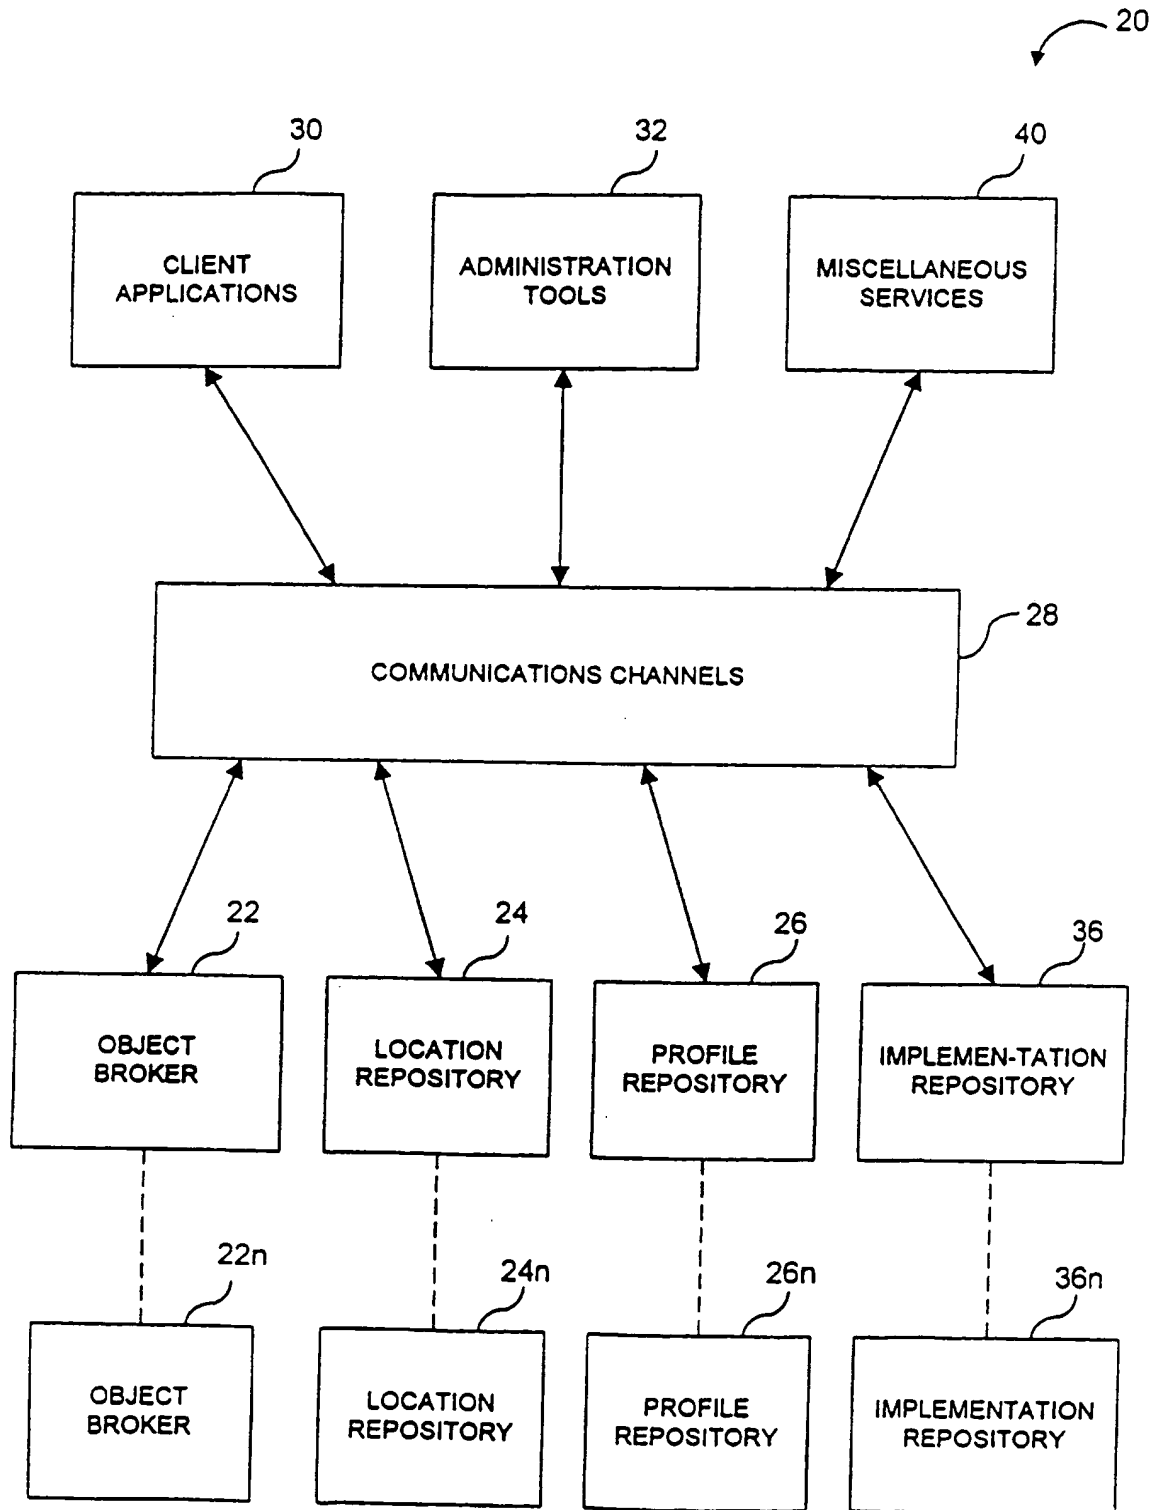 20
30
32
40
CLIENT
APPLICATIONS
ADMINISTRATION
TOOLS
MISCELLANEOUS
SERVICES
28
COMMUNICATIONS CHANNELS
22
24
26
36
OBJECT
BROKER
LOCATION
REPOSITORY
PROFILE
REPOSITORY
IMPLEMEN-TATION
REPOSITORY
22n
24n
26n
36n
OBJECT
BROKER
LOCATION
REPOSITORY
PROFILE
REPOSITORY
IMPLEMENTATION
REPOSITORY